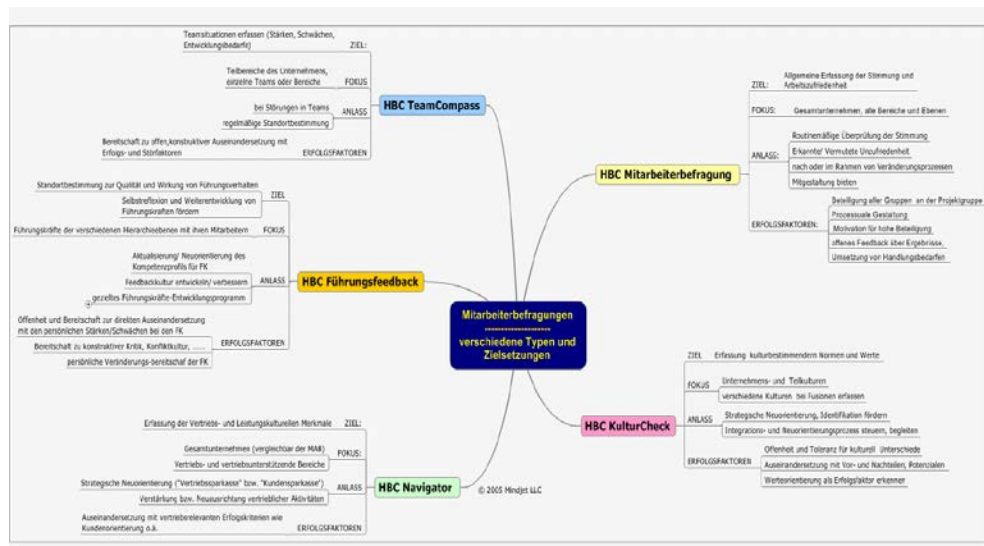 Teamsituationen erfassen (Stärken, Schwächen,
Entwicklungsbedarfe)
ZIEL:
Teilbereiche des Unternehmens,
einzelne Teams oder Bereiche
FOKUS
bei Störungen in Teams
regelmäßige Standortbestimmung
ANLASS
Bereitschaft zu offen,konstruktiver Auseinandersetzung mit
Erfolgs- und Störfaktoren
ERFOLGSFAKTOREN
HBC TeamCompass
Standortbestimmung zur Qualität und Wirkung von Führungsverhalten
Selbstreflexion und Weiterentwicklung von
Führungskräften fördern
ZIEL
Führungskräfte der verschiedenen Hierarchieebenen mit ihren Mitarbeitern
FOKUS
Aktualisierung/ Neuorientierung des
Kompetenzprofils für FK
Feedbackkultur entwickeln/ verbessern
gezieltes Führungskräfte-Entwicklungsprogramm
ANLASS
Offenheit und Bereitschaft zur direkten Auseinandersetzung
mit den persönlichen Stärken/Schwächen bei den FK
Bereitschaft zu konstruktiver Kritik, Konfliktkultur, ......
persönliche Veränderungs-bereitschaf der FK
ERFOLGSFAKTOREN
HBC Führungsfeedback
Erfassung der Vertriebs- und Leistungskulturellen Merkmale
ZIEL:
Gesamtunternehmen (vergleichbar der MAB)
Vertriebs- und vertriebsunterstützende Bereiche
FOKUS:
Strategische Neuorientierung ("Vertriebssparkasse" bzw. "Kundensparkasse")
Verstärkung bzw. Neuausrichtung vertrieblicher Aktivitäten
ANLASS
Auseinandersetzung mit vertriebsrelevanten Erfogskriterien wie
Kundenorientierung o.ä.
ERFOLGSFAKTOREN
HBC Navigator
© 2005 Mindjet LLC
Mitarbeiterbefragungen
--------------------
verschiedene Typen und
Zielsetzungen
HBC Mitarbeiterbefragung
ZIEL:
Allgemeine Erfassung der Stimmung und
Arbeitszufriedenheit
FOKUS:
Gesamtunternehmen, alle Bereiche und Ebenen
ANLASS:
Routinemäßige Überprüfung der Stimmung
Erkannte/ Vermutete Unzufriedenheit
nach oder im Rahmen von Veränderungsprozessen
Mitgestaltung bieten
ERFOLGSFAKTOREN:
Beteiligung aller Gruppen an der Projektgruppe
Prozessuale Gestaltung
Motivation für hohe Beteiligung
offenes Feedback über Ergebnisse,
Umsetzung von Handlungsbedarfen
HBC KulturCheck
ZIEL
Erfassung kulturbestimmendern Normen und Werte
FOKUS
Unternehmens- und Teilkulturen
verschiedene Kulturen bei Fusionen erfassen
ANLASS
Strategische Neuorientierung, Identifikation fördern
Integrations- und Neuorientierungsprozess steuern, begleiten
ERFOLGSFAKTOREN
Offenheit und Toleranz für kulturell Unterschiede
Auseinandersetzung mit Vor- und Nachteilen, Potenzialen
Werteorientierung als Erfolgsfaktor erkennen